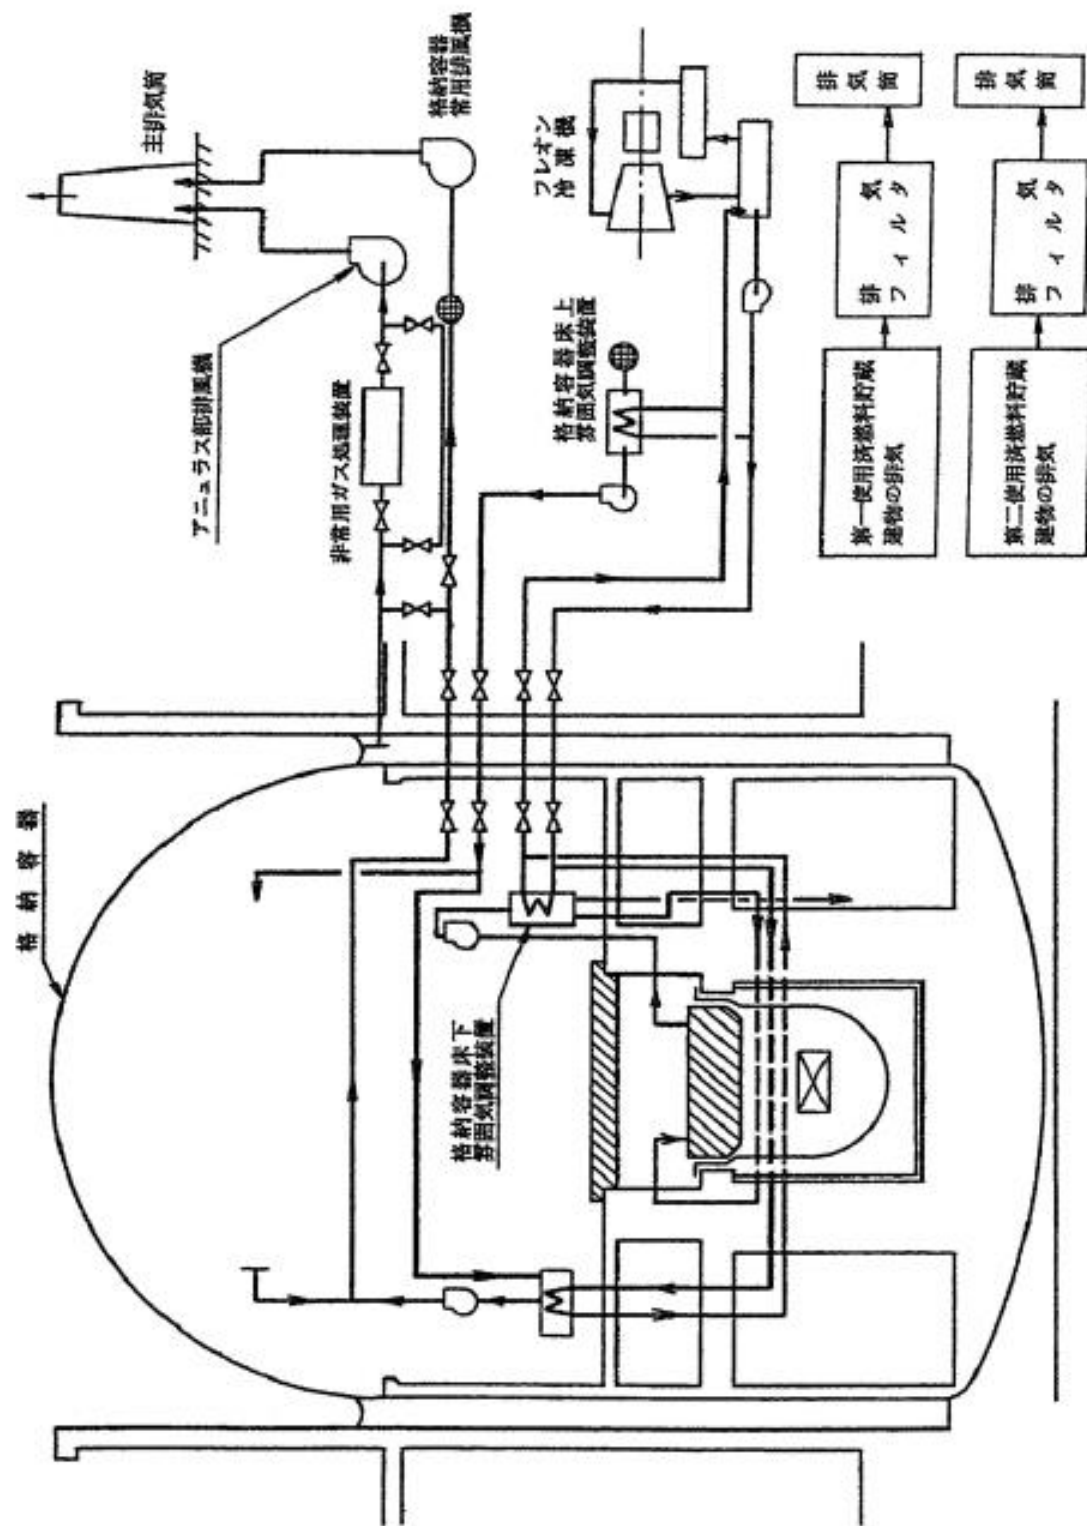 格納容器
主排気筒
アニュラス部排風機
格納容器
常用排風機
非常用ガス処理装置
フレオン
冷凍機
格納容器床上
雰囲気調整装置
格納容器床下
雰囲気調整装置
第一使用済燃料貯蔵
建物の排気
排気
フィルタ
排気筒
第二使用済燃料貯蔵
建物の排気
排気
フィルタ
排気筒